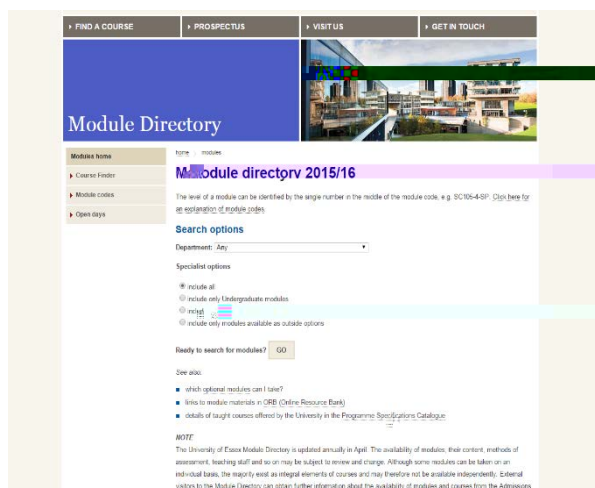 FIND A COURSE
PROSPECTUS
VISIT US
GET IN TOUCH
Module Directory
Modules home
Course Finder
Module codes
Open days
home modules
odule directory 2015/16
The level of a module can be identified by the single number in the middle of the module code, e.g. SC105-4-SP. Click here for
an explanation of module codes.
Search options
Department: Any
Specialist options
include all
include only Undergraduate modules
includ
include only modules available as outside options
Ready to search for modules? GO
See also:
which optional modules can I take?
links to module materials in ORB (Online Resource Bank)
details of taught courses offered by the University in the Programme Specifications Catalogue
NOTE
The University of Essex Module Directory is updated annually in April. The availability of modules, their content, methods of
assessment, teaching staff and so on may be subject to review and change. Although some modules can be taken on an
individual basis, the majority exist as integral elements of courses and may therefore not be available independently. External
visitors to the Module Directory can obtain further information about the availability of modules and courses from the Admissions